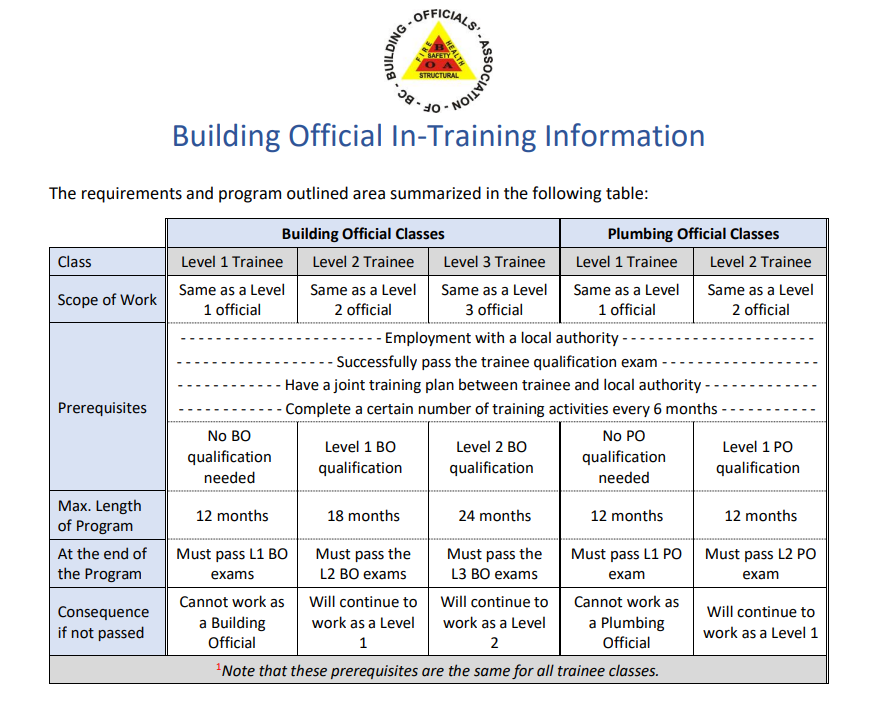 BUILDING - OFFICIALS' - ASSOCIATION - OF - BC -
FIRE
HEALTH
B
SAFETY
O A
STRUCTURAL
Building Official In-Training Information
The requirements and program outlined area summarized in the following table:
Building Official Classes Plumbing Official Classes
Class Level 1 Trainee Level 2 Trainee Level 3 Trainee Level 1 Trainee Level 2 Trainee
Scope of Work Same as a Level Same as a Level Same as a Level Same as a Level Same as a Level
1 official 2 official 3 official 1 official 2 official
Prerequisites
- - - - - - - - - - - - - - - - - - - - - - - Employment with a local authority - - - - - - - - - - - - - - - - - - - - - -
- - - - - - - - - - - - - - - - - - Successfully pass the trainee qualification exam - - - - - - - - - - - - - - - - - -
- - - - - - - - - - - - Have a joint training plan between trainee and local authority - - - - - - - - - - - - -
- - - - - - - - - - - - Complete a certain number of training activities every 6 months - - - - - - - - - - -
No BO No PO
qualification Level 1 BO Level 2 BO qualification Level 1 PO
needed qualification qualification needed qualification
Max. Length
of Program 12 months 18 months 24 months 12 months 12 months
At the end of Must pass L1 BO Must pass the Must pass the Must pass L1 PO Must pass L2 PO
the Program exams L2 BO exams L3 BO exams exam exam
Consequence Cannot work as Will continue to Will continue to Cannot work as Will continue to
if not passed a Building work as a Level work as a Level a Plumbing work as a Level 1
Official 1 2 Official
1Note that these prerequisites are the same for all trainee classes.